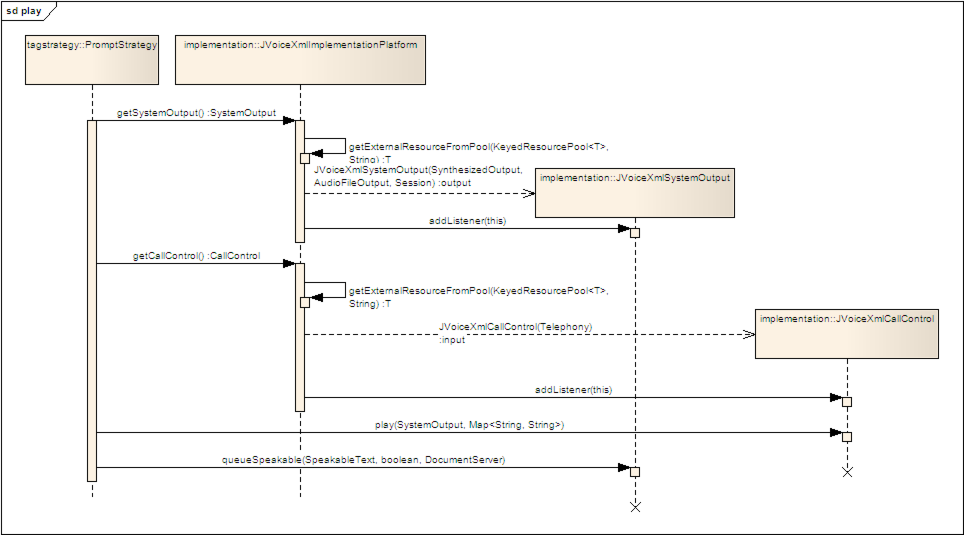 sd play
tagstrategy::PromptStrategy
implementation::JVoiceXmlImplementationPlatform
getSystemOutput() :SystemOutput
getExternalResourceFromPool(KeyedResourcePool<T>,
String) :T
JVoiceXmlSystemOutput(SynthesizedOutput,
AudioFileOutput, Session) :output
implementation::JVoiceXmlSystemOutput
addListener(this)
getCallControl() :CallControl
getExternalResourceFromPool(KeyedResourcePool<T>,
String) :T
JVoiceXmlCallControl(Telephony)
:input
implementation::JVoiceXmlCallControl
addListener(this)
play(SystemOutput, Map<String, String>)
queueSpeakable(SpeakableText, boolean, DocumentServer)